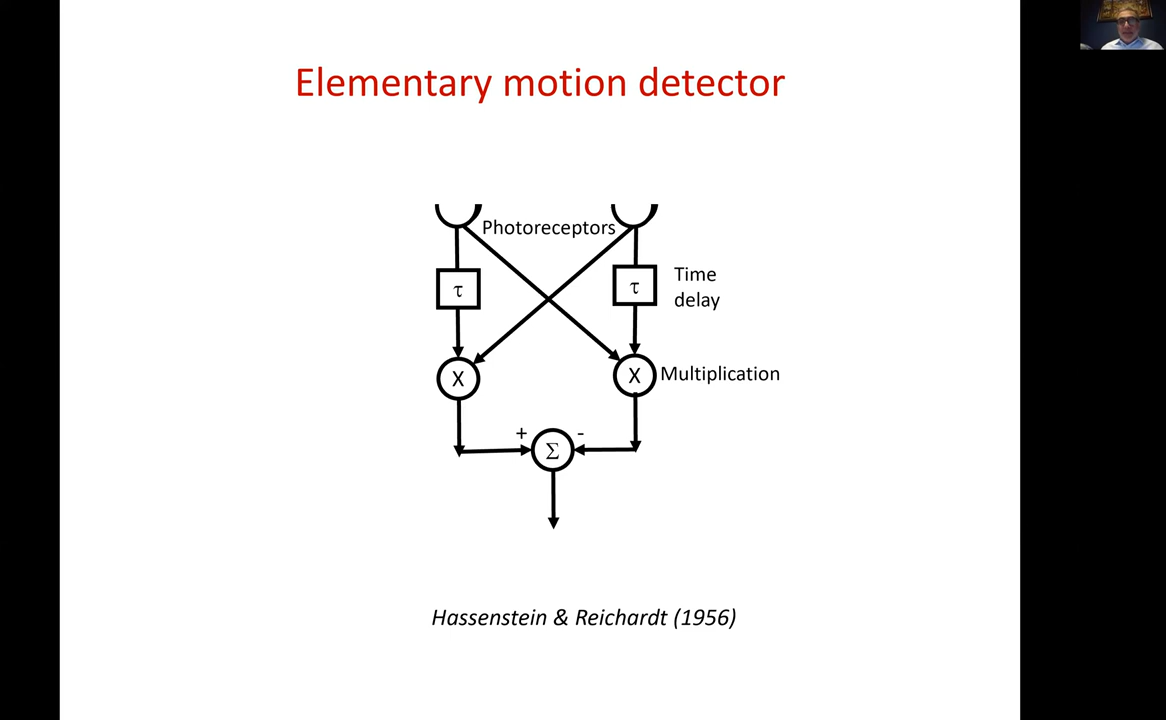 Elementary motion detector
Photoreceptors
τ
τ
Time
delay
X
X
Multiplication
+
-
Σ
Hassenstein & Reichardt (1956)